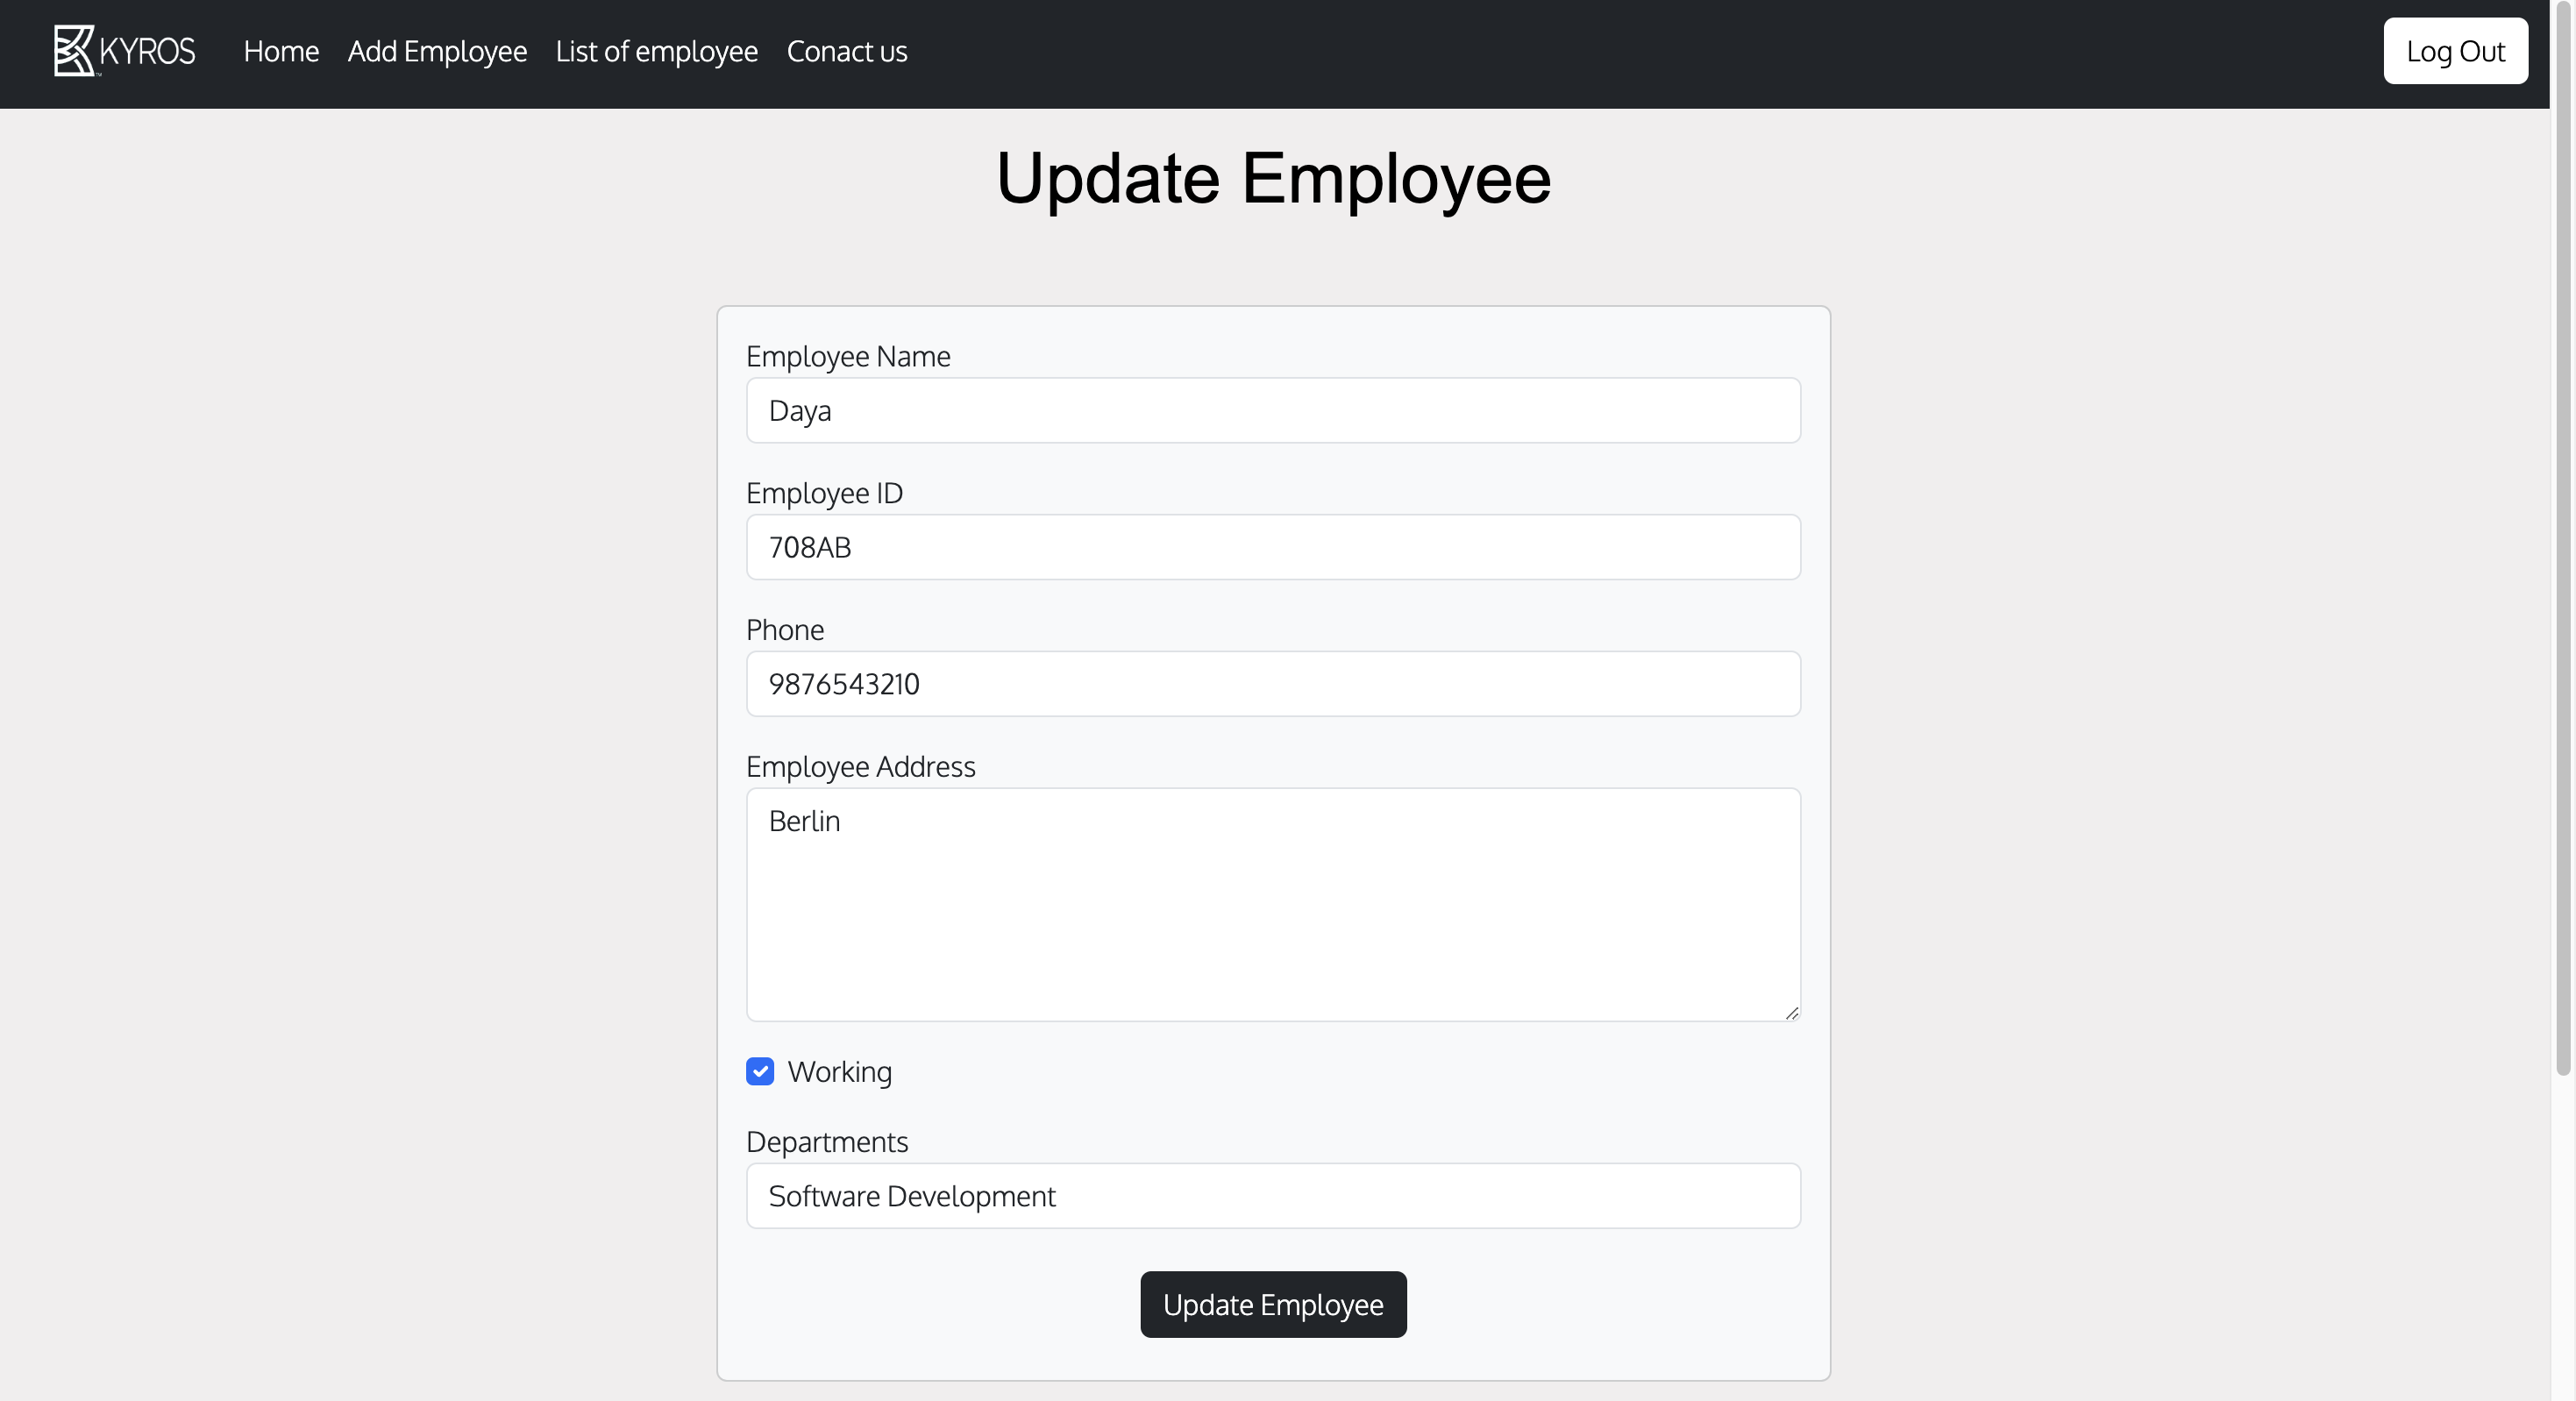 KYROS Home Add Employee List of employee Conact us Log Out
Update Employee
Employee Name
Daya
Employee ID
708AB
Phone
9876543210
Employee Address
Berlin
Working
Departments
Software Development
Update Employee